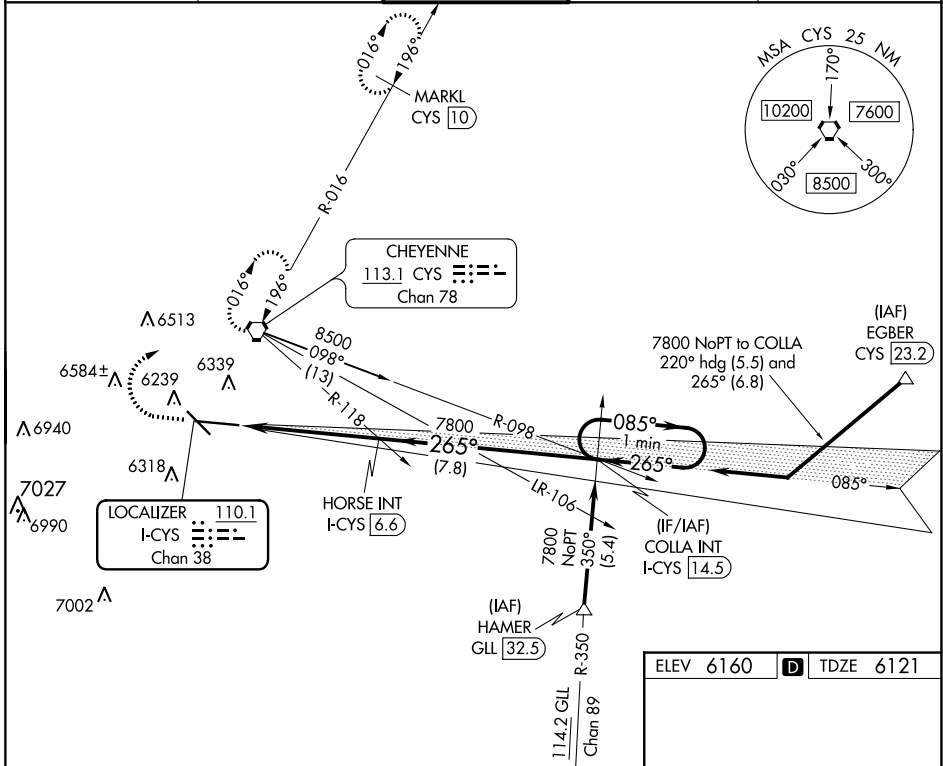 016°
196°
MARKL
CYS 10
R-016
MSA CYS 25 NM
170°
10200
7600
030°
300°
8500
016°
196°
CHEYENNE
113.1 CYS
Chan 78
6513
6584±
6239
6339
6940
6318
7027
6990
7002
8500
098°
(13)
R-118
R-098
7800
265°
(7.8)
LR-106
085°
1 min
265°
7800 NoPT to COLLA
220° hdg (5.5) and
265° (6.8)
(IAF)
EGBER
CYS 23.2
085°
LOCALIZER 110.1
I-CYS
Chan 38
HORSE INT
I-CYS 6.6
(IF/IAF)
COLLA INT
I-CYS 14.5
7800
NoPT
350°
(5.4)
(IAF)
HAMER
GLL 32.5
R-350
114.2 GLL
Chan 89
ELEV 6160 D TDZE 6121